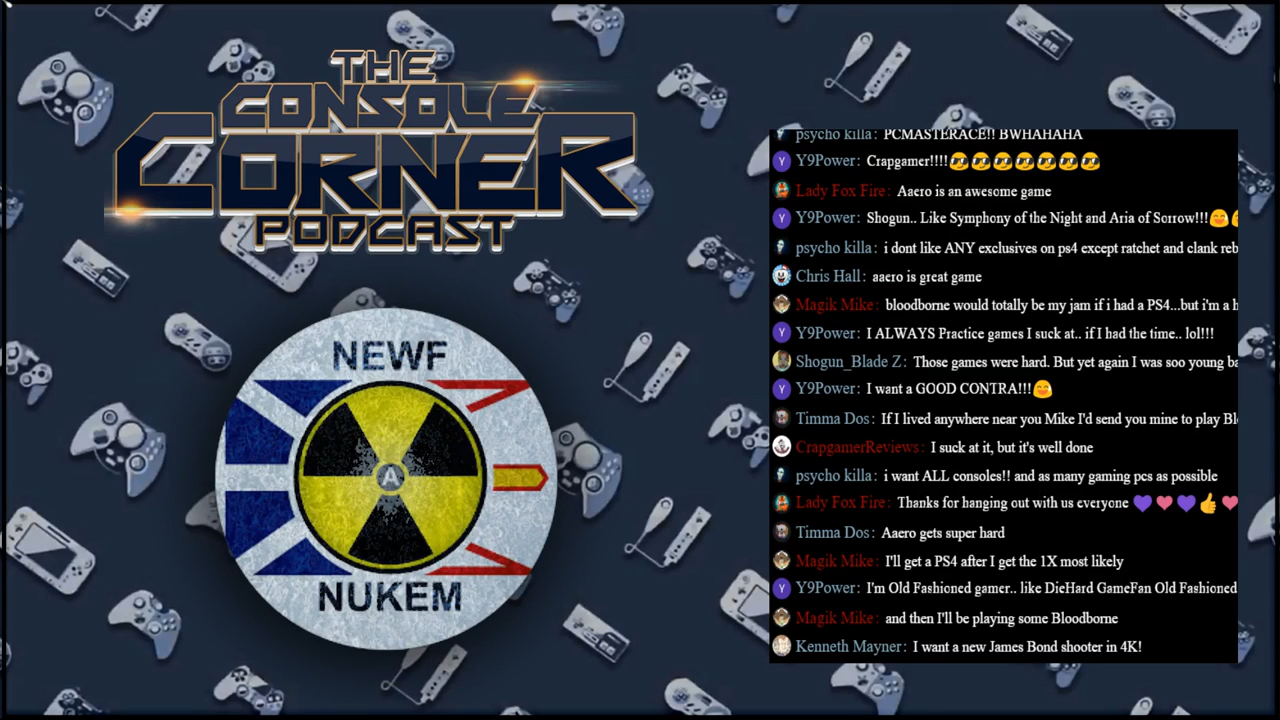 THE
CONSOLE
CORNER
PODCAST
NEWF
A
NUKEM
psycho killa: PCMASTERACE!! BWHAHAHA
Y Y9Power: Crapgamer!!!!😎😎😎😎😎😎😎
Lady Fox Fire: Aaero is an awesome game
Y Y9Power: Shogun.. Like Symphony of the Night and Aria of Sorrow!!!😊
psycho killa: i dont like ANY exclusives on ps4 except ratchet and clank reb
Chris Hall: aaero is great game
Magik Mike: bloodborne would totally be my jam if i had a PS4...but i'm a h
Y Y9Power: I ALWAYS Practice games I suck at.. if I had the time.. lol!!!
Shogun_Blade Z: Those games were hard. But yet again I was soo young ba
Y Y9Power: I want a GOOD CONTRA!!!😊
Timma Dos: If I lived anywhere near you Mike I'd send you mine to play Bl
CrapgamerReviews: I suck at it, but it's well done
psycho killa: i want ALL consoles!! and as many gaming pcs as possible
Lady Fox Fire: Thanks for hanging out with us everyone 💜💗💜👍💗
Timma Dos: Aaero gets super hard
Magik Mike: I'll get a PS4 after I get the 1X most likely
Y Y9Power: I'm Old Fashioned gamer.. like DieHard GameFan Old Fashioned
Magik Mike: and then I'll be playing some Bloodborne
Kenneth Mayner: I want a new James Bond shooter in 4K!